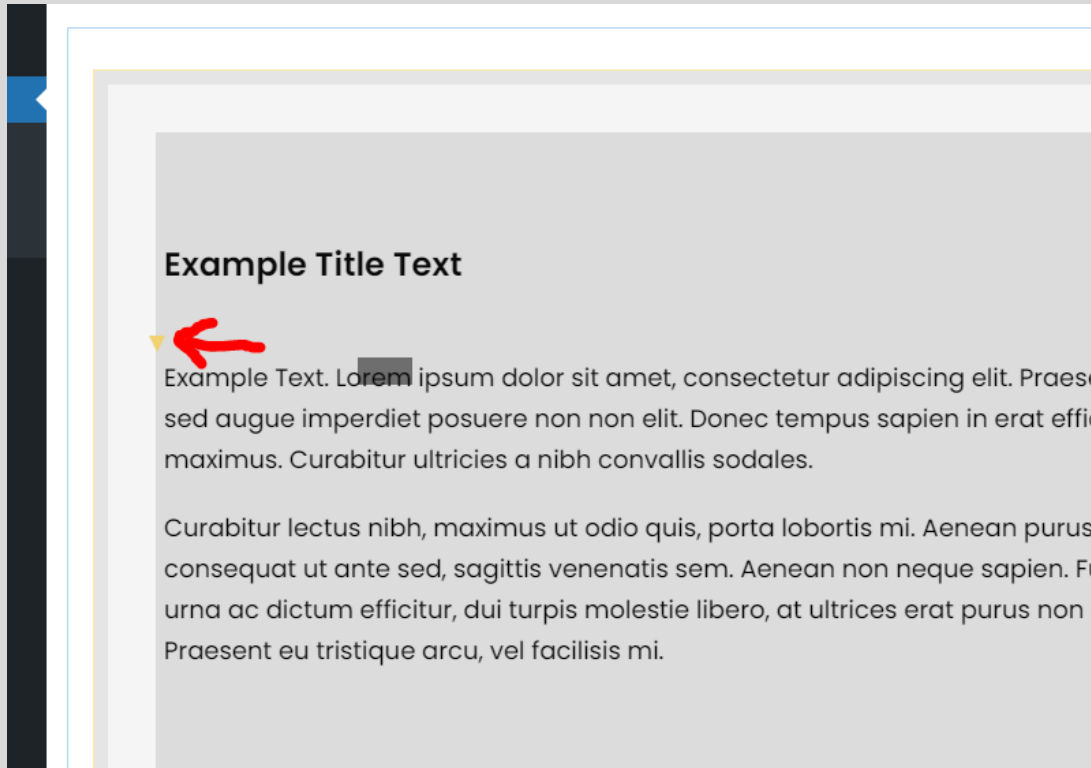 Example Title Text
Example Text. Lorem ipsum dolor sit amet, consectetur adipiscing elit.
sed augue imperdiet posuere non non elit. Donec tempus sapien in erat
maximus. Curabitur ultricies a nibh convallis sodales.
Curabitur lectus nibh, maximus ut odio quis, porta lobortis mi. Aenean purus
consequat ut ante sed, sagittis venenatis sem. Aenean non neque sapien.
urna ac dictum efficitur, dui turpis molestie libero, at ultrices erat purus non
Praesent eu tristique arcu, vel facilisis mi.